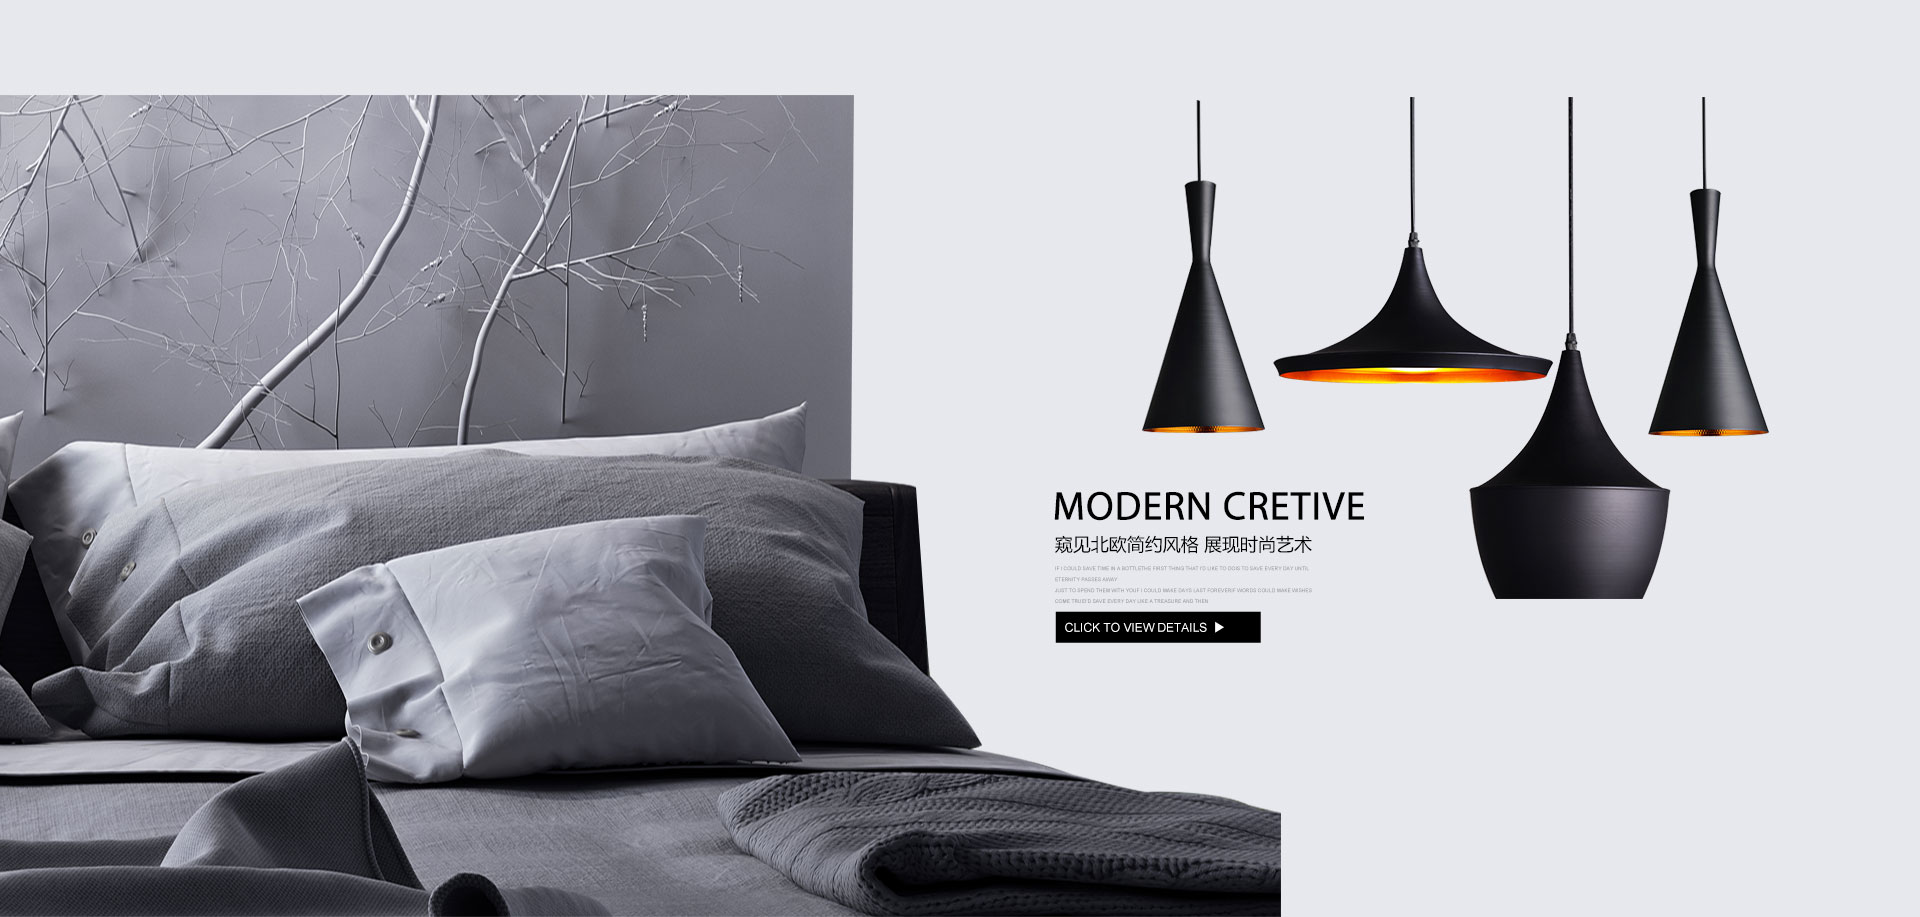 MODERN CRETIVE
窥见北欧简约风格 展现时尚艺术
IF I COULD SAVE TIME IN A BOTTLETHE FIRST THING THAT I'D LIKE TO DOIS TO SAVE EVERY DAY UNTIL
ETERNITY PASSES AWAY
JUST TO SPEND THEM WITH YOUIF I COULD MAKE DAYS LAST FOREVERIF WORDS COULD MAKE WISHES
COME TRUEI'D SAVE EVERY DAY LIKE A TREASURE AND THEN
CLICK TO VIEW DETAILS ▶